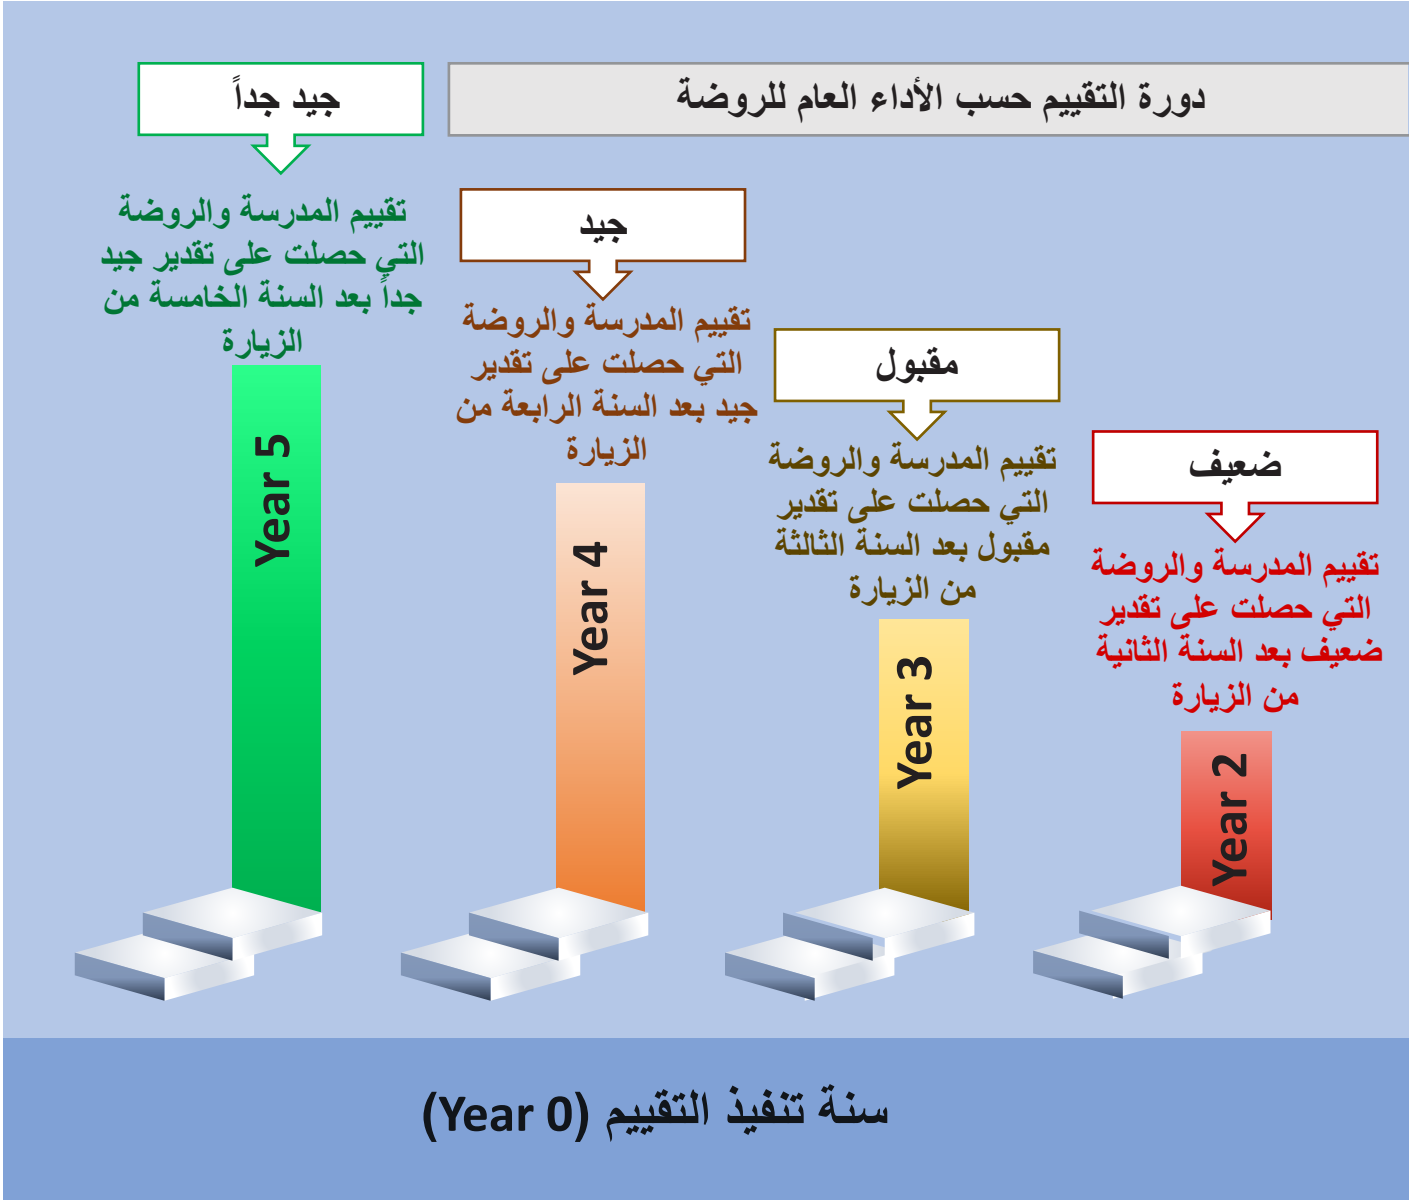 دورة التقييم حسب الأداء العام للروضة
جيد جداً
تقييم المدرسة والروضة
التي حصلت على تقدير جيد
جداً بعد السنة الخامسة من
الزيارة
Year 5
جيد
تقييم المدرسة والروضة
التي حصلت على تقدير
جيد بعد السنة الرابعة من
الزيارة
Year 4
مقبول
تقييم المدرسة والروضة
التي حصلت على تقدير
مقبول بعد السنة الثالثة
من الزيارة
Year 3
ضعيف
تقييم المدرسة والروضة
التي حصلت على تقدير
ضعيف بعد السنة الثانية
من الزيارة
Year 2
سنة تنفيذ التقييم (Year 0)